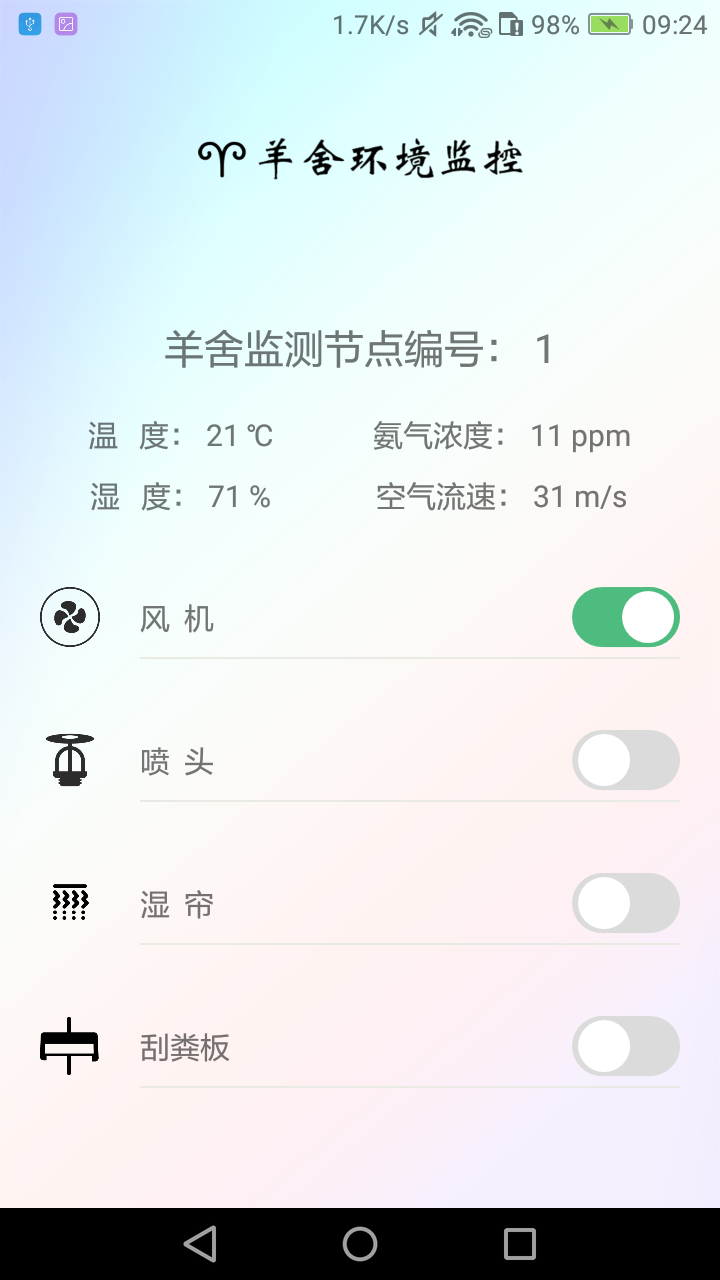 1.7K/s 98% 09:24
羊舍环境监控
羊舍监测节点编号： 1
温 度： 21 ℃ 氨气浓度： 11 ppm
湿 度： 71 % 空气流速： 31 m/s
风 机
喷 头
湿 帘
刮粪板